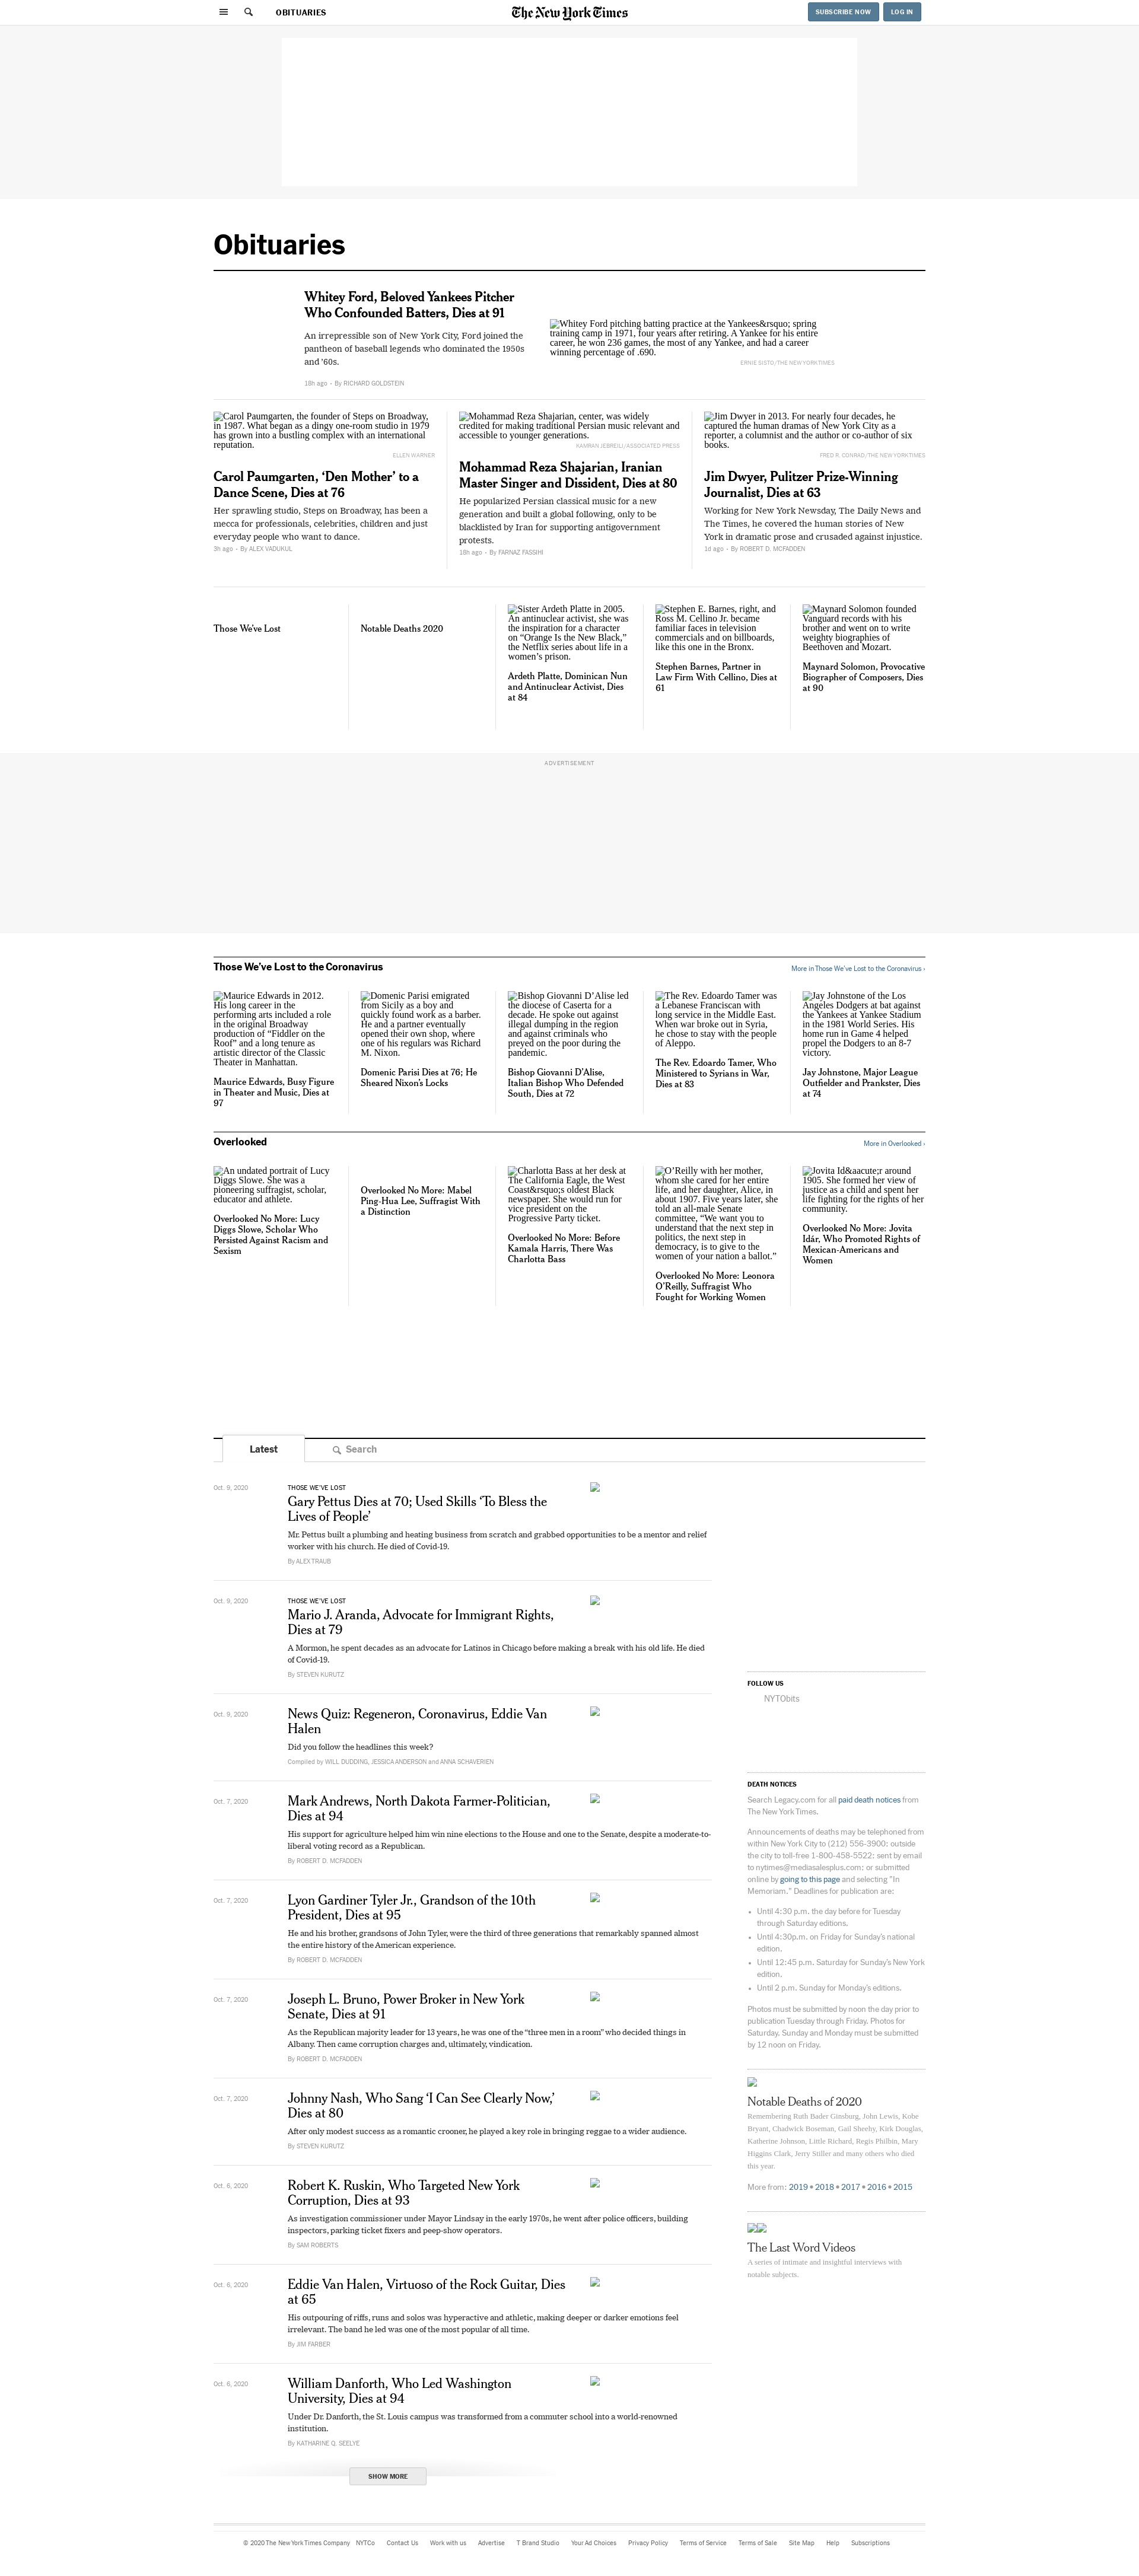 OBITUARIES
The New York Times
SUBSCRIBE NOW
LOG IN
Obituaries
Whitey Ford, Beloved Yankees Pitcher
Who Confounded Batters, Dies at 91
An irrepressible son of New York City, Ford joined the
pantheon of baseball legends who dominated the 1950s
and ’60s.
18h ago • By RICHARD GOLDSTEIN
Whitey Ford pitching batting practice at the Yankees&rsquo; spring
training camp in 1971, four years after retiring. A Yankee for his entire
career, he won 236 games, the most of any Yankee, and had a career
winning percentage of .690.
ERNIE SISTO/THE NEW YORK TIMES
Carol Paumgarten, the founder of Steps on Broadway,
in 1987. What began as a dingy one-room studio in 1979
has grown into a bustling complex with an international
reputation.
ELLEN WARNER
Carol Paumgarten, ‘Den Mother’ to a
Dance Scene, Dies at 76
Her sprawling studio, Steps on Broadway, has been a
mecca for professionals, celebrities, children and just
everyday people who want to dance.
3h ago • By ALEX VADUKUL
Mohammad Reza Shajarian, center, was widely
credited for making traditional Persian music relevant and
accessible to younger generations.
KAMRAN JEBREILI/ASSOCIATED PRESS
Mohammad Reza Shajarian, Iranian
Master Singer and Dissident, Dies at 80
He popularized Persian classical music for a new
generation and built a global following, only to be
blacklisted by Iran for supporting antigovernment
protests.
18h ago • By FARNAZ FASSIHI
Jim Dwyer in 2013. For nearly four decades, he
captured the human dramas of New York City as a
reporter, a columnist and the author or co-author of six
books.
FRED R. CONRAD/THE NEW YORK TIMES
Jim Dwyer, Pulitzer Prize-Winning
Journalist, Dies at 63
Working for New York Newsday, The Daily News and
The Times, he covered the human stories of New
York in dramatic prose and crusaded against injustice.
1d ago • By ROBERT D. MCFADDEN
Those We’ve Lost
Notable Deaths 2020
Sister Ardeth Platte in 2005.
An antinuclear activist, she was
the inspiration for a character
on “Orange Is the New Black,”
the Netflix series about life in a
women’s prison.
Ardeth Platte, Dominican Nun
and Antinuclear Activist, Dies
at 84
Stephen E. Barnes, right, and
Ross M. Cellino Jr. became
familiar faces in television
commercials and on billboards,
like this one in the Bronx.
Stephen Barnes, Partner in
Law Firm With Cellino, Dies at
61
Maynard Solomon founded
Vanguard records with his
brother and went on to write
weighty biographies of
Beethoven and Mozart.
Maynard Solomon, Provocative
Biographer of Composers, Dies
at 90
ADVERTISEMENT
Those We’ve Lost to the Coronavirus
More in Those We’ve Lost to the Coronavirus ›
Maurice Edwards in 2012.
His long career in the
performing arts included a role
in the original Broadway
production of “Fiddler on the
Roof” and a long tenure as
artistic director of the Classic
Theater in Manhattan.
Maurice Edwards, Busy Figure
in Theater and Music, Dies at
97
Domenic Parisi emigrated
from Sicily as a boy and
quickly found work as a barber.
He and a partner eventually
opened their own shop, where
one of his regulars was Richard
M. Nixon.
Domenic Parisi Dies at 76; He
Sheared Nixon’s Locks
Bishop Giovanni D’Alise led
the diocese of Caserta for a
decade. He spoke out against
illegal dumping in the region
and against criminals who
preyed on the poor during the
pandemic.
Bishop Giovanni D’Alise,
Italian Bishop Who Defended
South, Dies at 72
The Rev. Edoardo Tamer was
a Lebanese Franciscan with
long service in the Middle East.
When war broke out in Syria,
he chose to stay with the people
of Aleppo.
The Rev. Edoardo Tamer, Who
Ministered to Syrians in War,
Dies at 83
Jay Johnstone of the Los
Angeles Dodgers at bat against
the Yankees at Yankee Stadium
in the 1981 World Series. His
home run in Game 4 helped
propel the Dodgers to an 8-7
victory.
Jay Johnstone, Major League
Outfielder and Prankster, Dies
at 74
Overlooked
More in Overlooked ›
An undated portrait of Lucy
Diggs Slowe. She was a
pioneering suffragist, scholar,
educator and athlete.
Overlooked No More: Lucy
Diggs Slowe, Scholar Who
Persisted Against Racism and
Sexism
Overlooked No More: Mabel
Ping-Hua Lee, Suffragist With
a Distinction
Charlotta Bass at her desk at
The California Eagle, the West
Coast&rsquo;s oldest Black
newspaper. She would run for
vice president on the
Progressive Party ticket.
Overlooked No More: Before
Kamala Harris, There Was
Charlotta Bass
O’Reilly with her mother,
whom she cared for her entire
life, and her daughter, Alice, in
about 1907. Five years later, she
told an all-male Senate
committee, “We want you to
understand that the next step in
politics, the next step in
democracy, is to give to the
women of your nation a ballot.”
Overlooked No More: Leonora
O’Reilly, Suffragist Who
Fought for Working Women
Jovita Id&aacute;r around
1905. She formed her view of
justice as a child and spent her
life fighting for the rights of her
community.
Overlooked No More: Jovita
Idár, Who Promoted Rights of
Mexican-Americans and
Women
Latest
Search
Oct. 9, 2020
THOSE WE’VE LOST
Gary Pettus Dies at 70; Used Skills ‘To Bless the
Lives of People’
Mr. Pettus built a plumbing and heating business from scratch and grabbed opportunities to be a mentor and relief
worker with his church. He died of Covid-19.
By ALEX TRAUB
Oct. 9, 2020
THOSE WE’VE LOST
Mario J. Aranda, Advocate for Immigrant Rights,
Dies at 79
A Mormon, he spent decades as an advocate for Latinos in Chicago before making a break with his old life. He died
of Covid-19.
By STEVEN KURUTZ
Oct. 9, 2020
News Quiz: Regeneron, Coronavirus, Eddie Van
Halen
Did you follow the headlines this week?
Compiled by WILL DUDDING, JESSICA ANDERSON and ANNA SCHAVERIEN
Oct. 7, 2020
Mark Andrews, North Dakota Farmer-Politician,
Dies at 94
His support for agriculture helped him win nine elections to the House and one to the Senate, despite a moderate-to-
liberal voting record as a Republican.
By ROBERT D. MCFADDEN
Oct. 7, 2020
Lyon Gardiner Tyler Jr., Grandson of the 10th
President, Dies at 95
He and his brother, grandsons of John Tyler, were the third of three generations that remarkably spanned almost
the entire history of the American experience.
By ROBERT D. MCFADDEN
Oct. 7, 2020
Joseph L. Bruno, Power Broker in New York
Senate, Dies at 91
As the Republican majority leader for 13 years, he was one of the “three men in a room” who decided things in
Albany. Then came corruption charges and, ultimately, vindication.
By ROBERT D. MCFADDEN
Oct. 7, 2020
Johnny Nash, Who Sang ‘I Can See Clearly Now,’
Dies at 80
After only modest success as a romantic crooner, he played a key role in bringing reggae to a wider audience.
By STEVEN KURUTZ
Oct. 6, 2020
Robert K. Ruskin, Who Targeted New York
Corruption, Dies at 93
As investigation commissioner under Mayor Lindsay in the early 1970s, he went after police officers, building
inspectors, parking ticket fixers and peep-show operators.
By SAM ROBERTS
Oct. 6, 2020
Eddie Van Halen, Virtuoso of the Rock Guitar, Dies
at 65
His outpouring of riffs, runs and solos was hyperactive and athletic, making deeper or darker emotions feel
irrelevant. The band he led was one of the most popular of all time.
By JIM FARBER
Oct. 6, 2020
William Danforth, Who Led Washington
University, Dies at 94
Under Dr. Danforth, the St. Louis campus was transformed from a commuter school into a world-renowned
institution.
By KATHARINE Q. SEELYE
SHOW MORE
FOLLOW US
NYTObits
DEATH NOTICES
Search Legacy.com for all paid death notices from
The New York Times.
Announcements of deaths may be telephoned from
within New York City to (212) 556-3900; outside
the city to toll-free 1-800-458-5522; sent by email
to nytimes@mediasalesplus.com; or submitted
online by going to this page and selecting “In
Memoriam.” Deadlines for publication are:
• Until 4:30 p.m. the day before for Tuesday
through Saturday editions.
• Until 4:30p.m. on Friday for Sunday’s national
edition.
• Until 12:45 p.m. Saturday for Sunday’s New York
edition.
• Until 2 p.m. Sunday for Monday’s editions.
Photos must be submitted by noon the day prior to
publication Tuesday through Friday. Photos for
Saturday, Sunday and Monday must be submitted
by 12 noon on Friday.
Notable Deaths of 2020
Remembering Ruth Bader Ginsburg, John Lewis, Kobe
Bryant, Chadwick Boseman, Gail Sheehy, Kirk Douglas,
Katherine Johnson, Little Richard, Regis Philbin, Mary
Higgins Clark, Jerry Stiller and many others who died
this year.
More from: 2019 • 2018 • 2017 • 2016 • 2015
The Last Word Videos
A series of intimate and insightful interviews with
notable subjects.
© 2020 The New York Times Company NYTCo Contact Us Work with us Advertise T Brand Studio Your Ad Choices Privacy Policy Terms of Service Terms of Sale Site Map Help Subscriptions